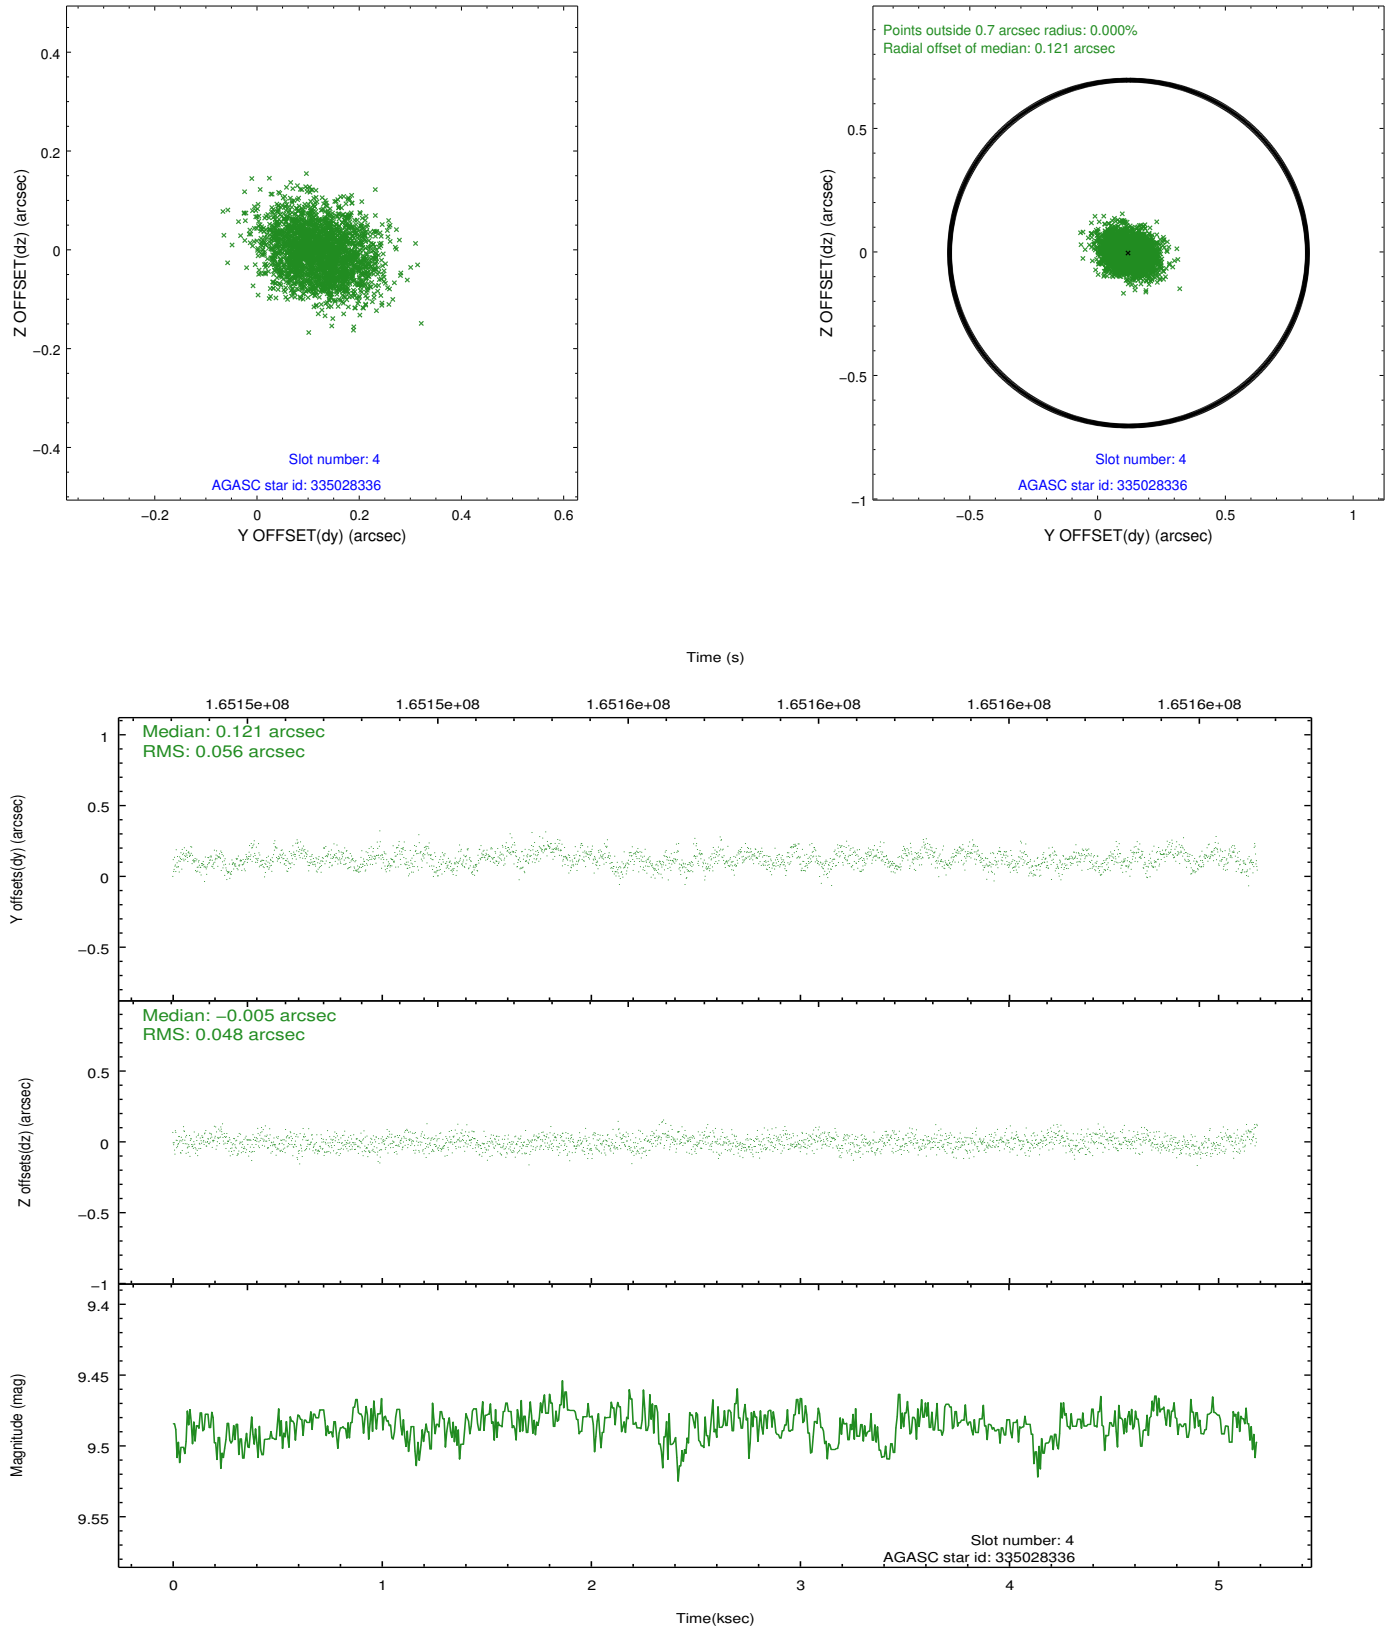 0.4
0.2
0
−0.2
−0.4
Z OFFSET(dz) (arcsec)
Slot number: 4
AGASC star id: 335028336
−0.2 0 0.2 0.4 0.6
Y OFFSET(dy) (arcsec)
Points outside 0.7 arcsec radius: 0.000%
Radial offset of median: 0.121 arcsec
0.5
0
−0.5
−1
Z OFFSET(dz) (arcsec)
Slot number: 4
AGASC star id: 335028336
−0.5 0 0.5 1
Y OFFSET(dy) (arcsec)
Time (s)
1.6515e+08 1.6515e+08 1.6516e+08 1.6516e+08 1.6516e+08 1.6516e+08
Median: 0.121 arcsec
RMS: 0.056 arcsec
1
0.5
0
−0.5
Y offsets(dy) (arcsec)
Median: −0.005 arcsec
RMS: 0.048 arcsec
0.5
0
−0.5
−1
Z offsets(dz) (arcsec)
9.4
9.45
9.5
9.55
Magnitude (mag)
Slot number: 4
AGASC star id: 335028336
0 1 2 3 4 5
Time(ksec)